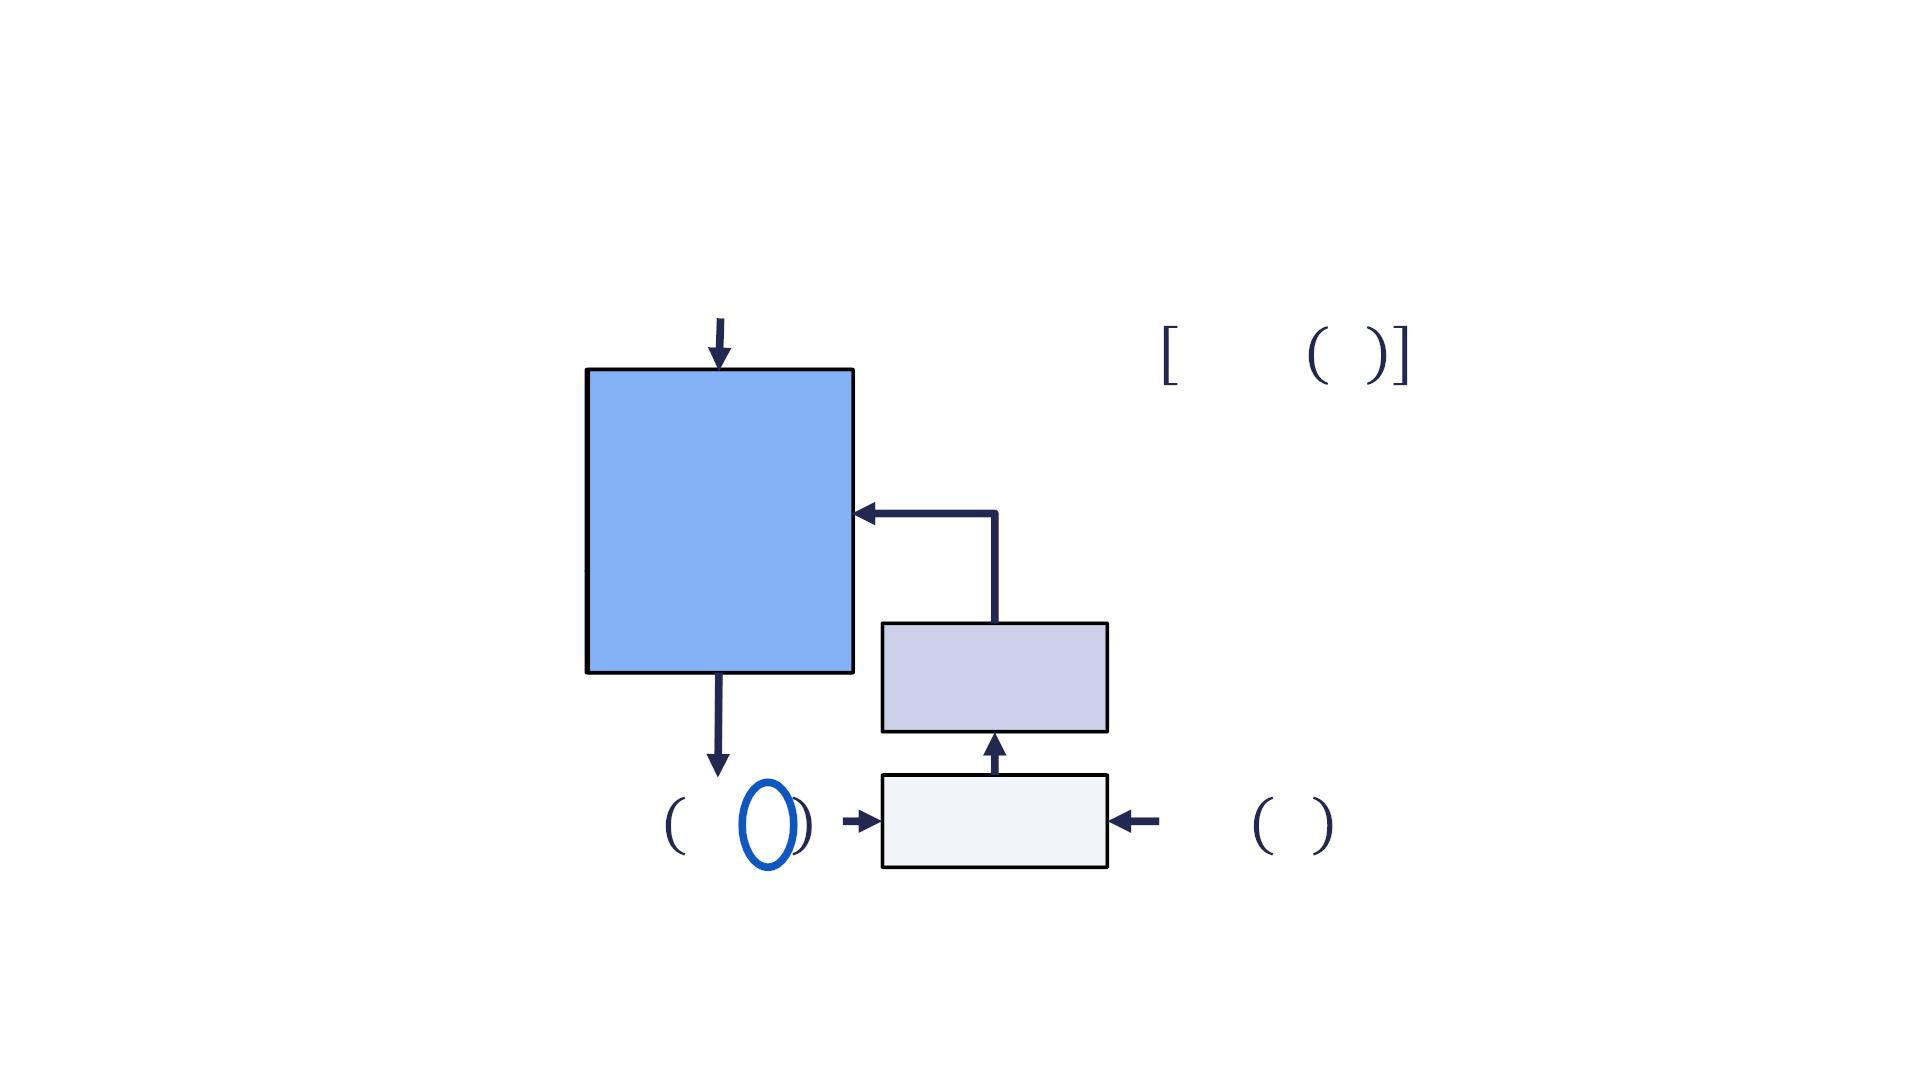 [ ( )]
( ) ( )